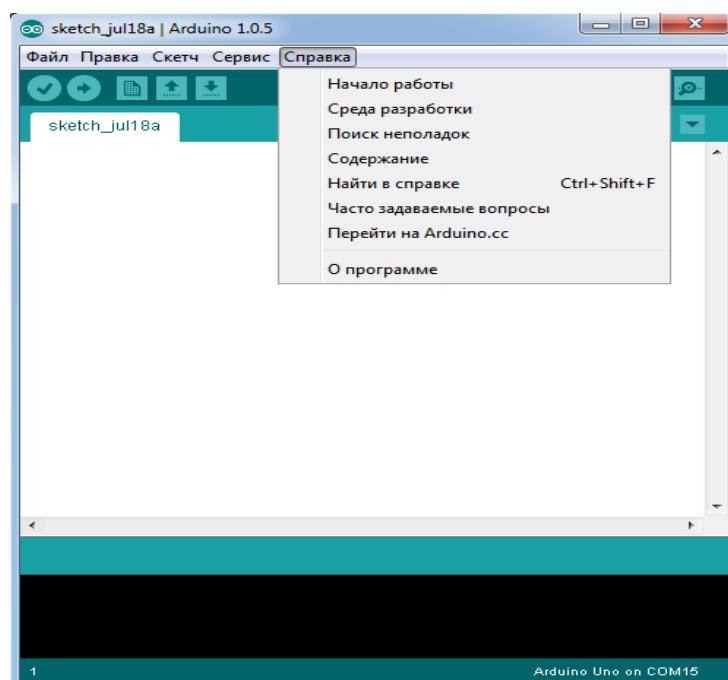 sketch_jul18a | Arduino 1.0.5
Файл Правка Скетч Сервис Справка
sketch_jul18a
Начало работы
Среда разработки
Поиск неполадок
Содержание
Найти в справке Ctrl+Shift+F
Часто задаваемые вопросы
Перейти на Arduino.cc
О программе
1 Arduino Uno on COM15